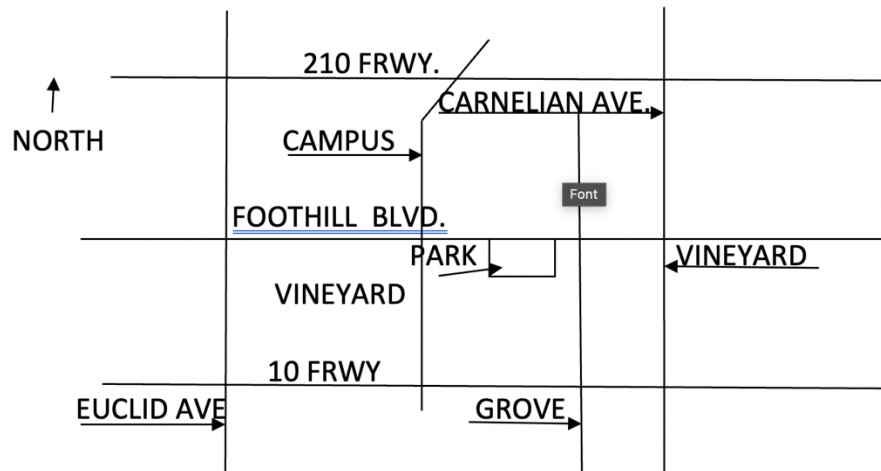 210 FRWY.
CARNELIAN AVE.
NORTH
CAMPUS
Font
FOOTHILL  BLVD.
PARK
VINEYARD
VINEYARD
10 FRWY
EUCLID AVE
GROVE